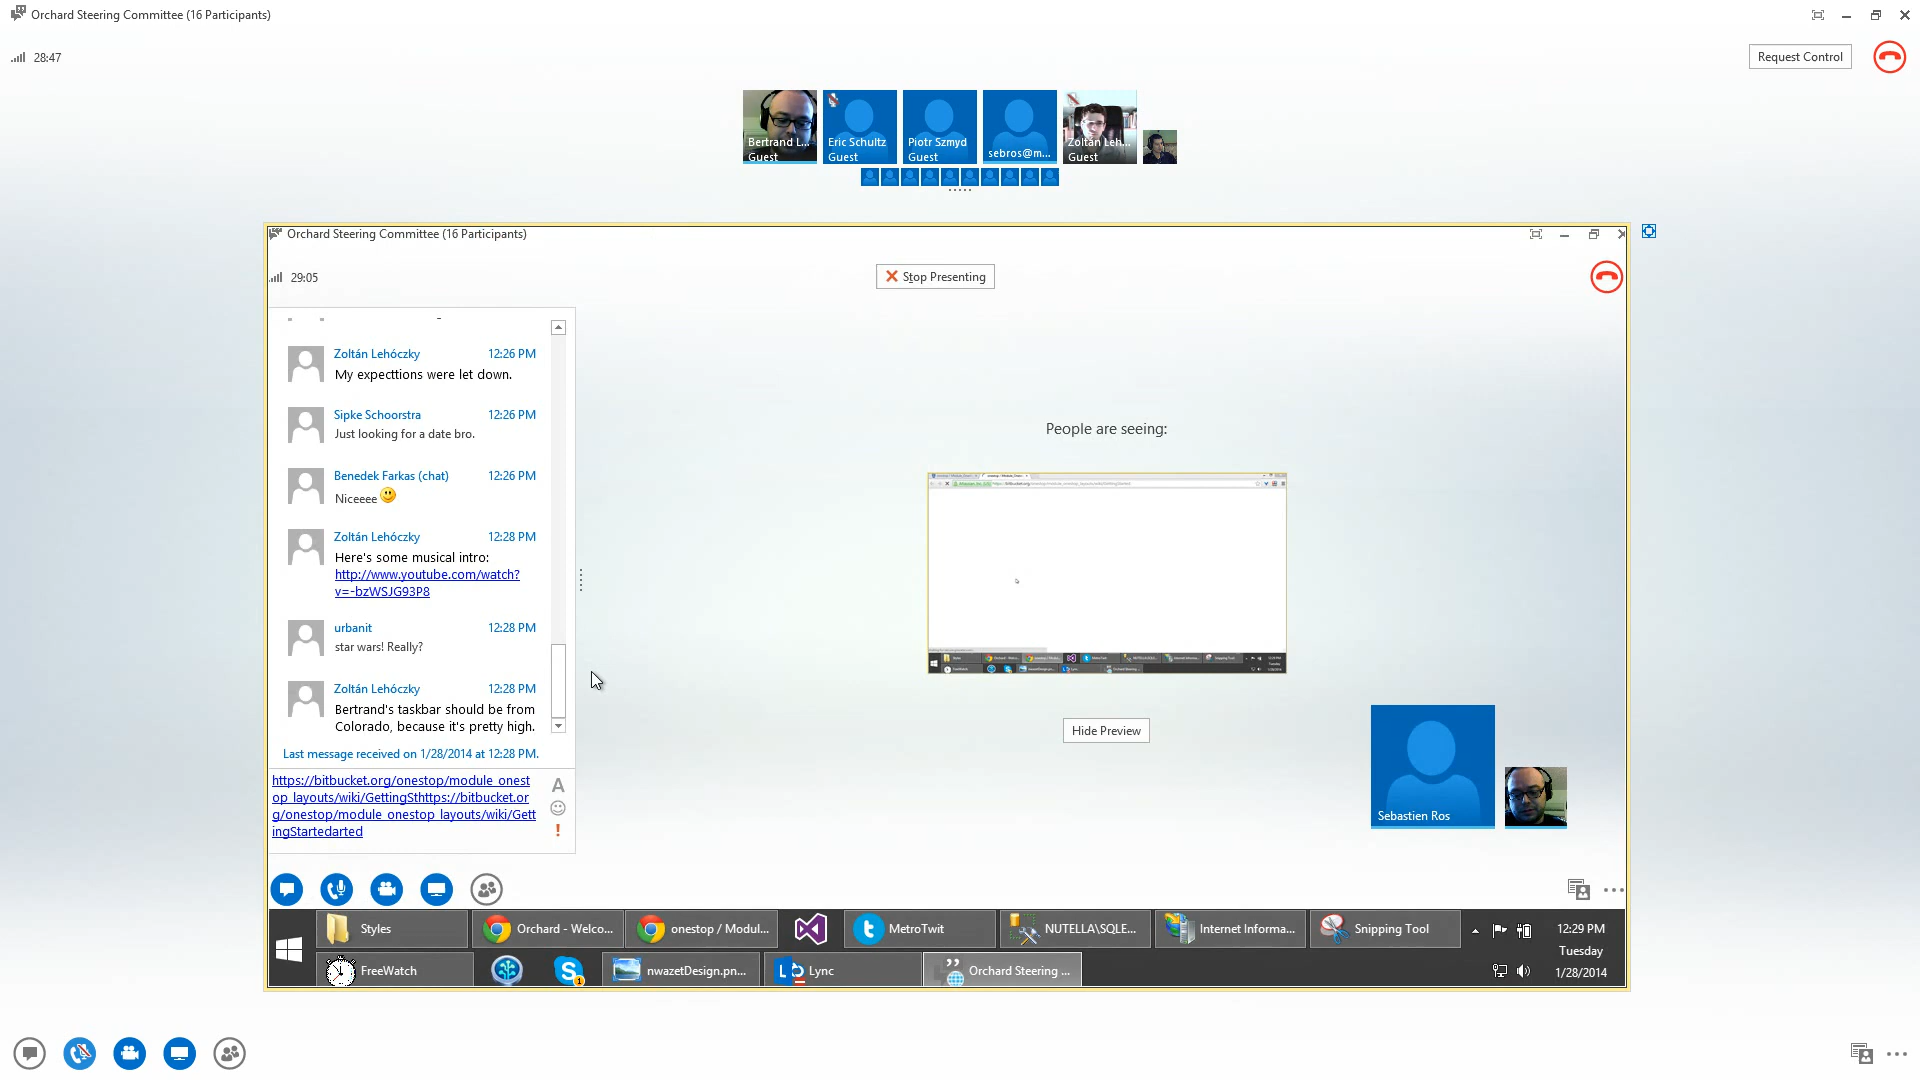 Orchard Steering Committee (16 Participants)
28:47
Request Control
Bertrand L...
Guest
Eric Schultz
Guest
Piotr Szmyd
Guest
sebros@m...
Zoltán Leh...
Guest
Orchard Steering Committee (16 Participants)
29:05
Stop Presenting
Zoltán Lehóczky 12:26 PM
My expecttions were let down.
Sipke Schoorstra 12:26 PM
Just looking for a date bro.
Benedek Farkas (chat) 12:26 PM
Niceeee
Zoltán Lehóczky 12:28 PM
Here's some musical intro:
http://www.youtube.com/watch?
v=-bzWSJG93P8
urbanit 12:28 PM
star wars! Really?
Zoltán Lehóczky 12:28 PM
Bertrand's taskbar should be from
Colorado, because it's pretty high.
Last message received on 1/28/2014 at 12:28 PM.
https://bitbucket.org/onestop/module_onest
op_layouts/wiki/GettingSthttps://bitbucket.or
g/onestop/module_onestop_layouts/wiki/Gett
ingStartedarted
People are seeing:
Hide Preview
Sebastien Ros
Styles
Orchard - Welco...
onestop / Modul...
MetroTwit
NUTELLA\SQLE...
Internet Informa...
Snipping Tool
12:29 PM
Tuesday
1/28/2014
FreeWatch
nwazetDesign.pn...
Lync
Orchard Steering ...